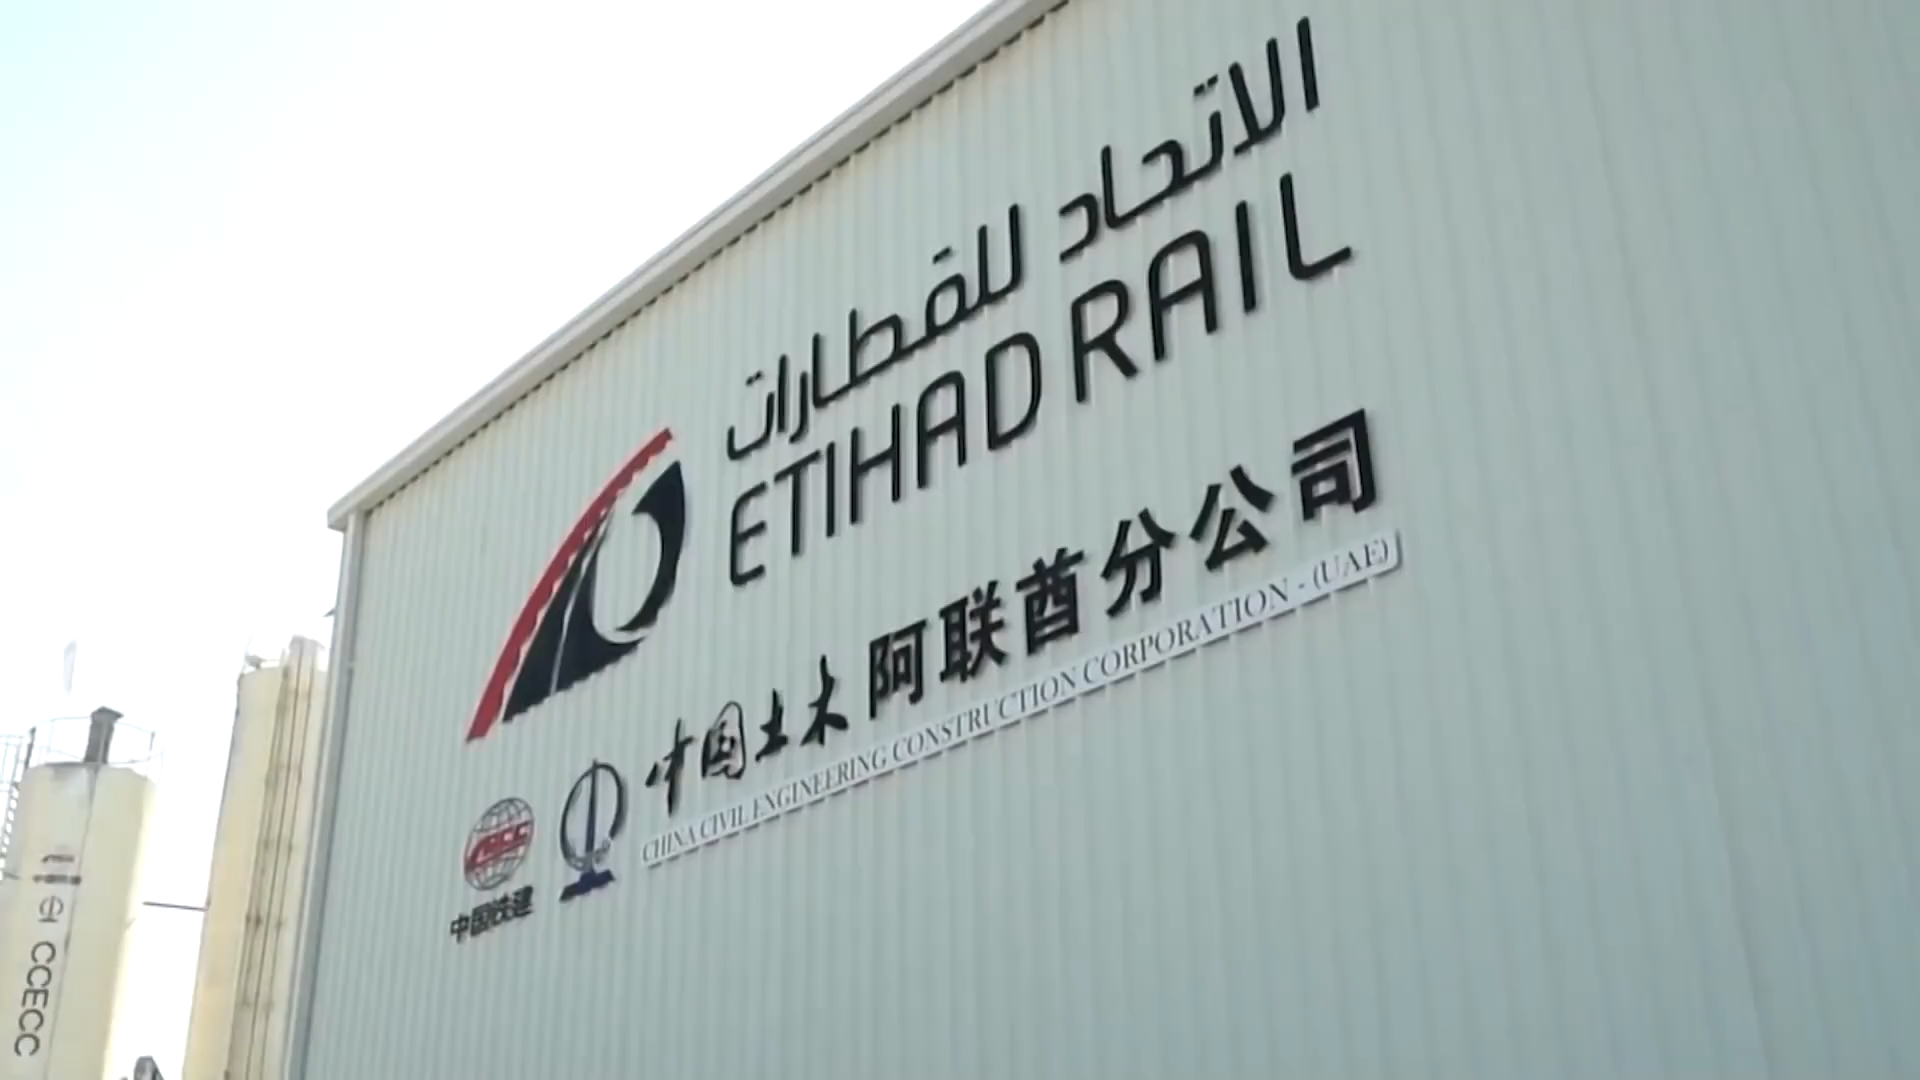 الاتحاد للقطارات
ETIHAD RAIL
中国土木 阿联酋分公司
CHINA CIVIL ENGINEERING CONSTRUCTION CORPORATION - (UAE)
CRCC
中国铁建
CCECC